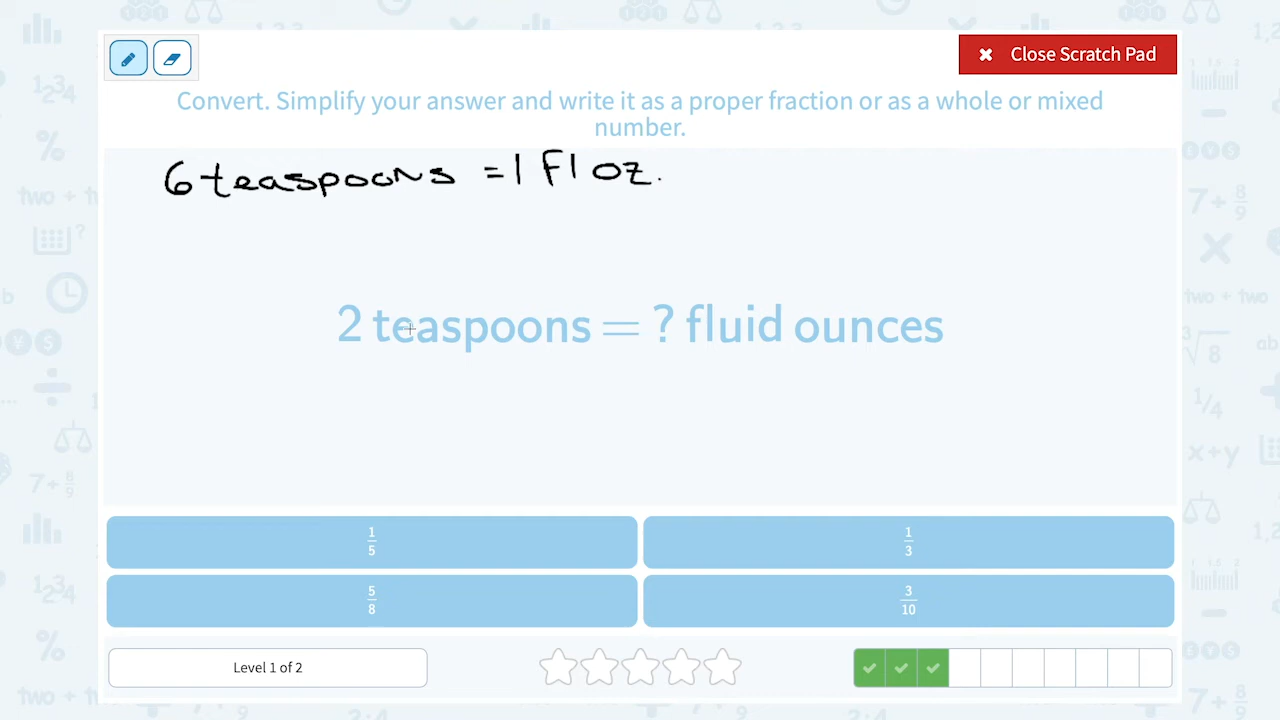 Close Scratch Pad
Convert. Simplify your answer and write it as a proper fraction or as a whole or mixed
number.
6 teaspoons = 1 Fl oz.
2 teaspoons = ? fluid ounces
1/5
1/3
5/8
3/10
Level 1 of 2